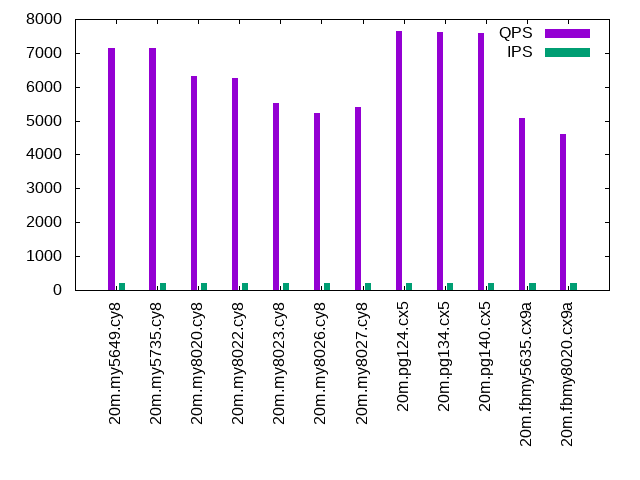 8000
7000
6000
5000
4000
3000
2000
1000
0
QPS
IPS
20m.my5649.cy8
20m.my5735.cy8
20m.my8020.cy8
20m.my8022.cy8
20m.my8023.cy8
20m.my8026.cy8
20m.my8027.cy8
20m.pg124.cx5
20m.pg134.cx5
20m.pg140.cx5
20m.fbmy5635.cx9a
20m.fbmy8020.cx9a